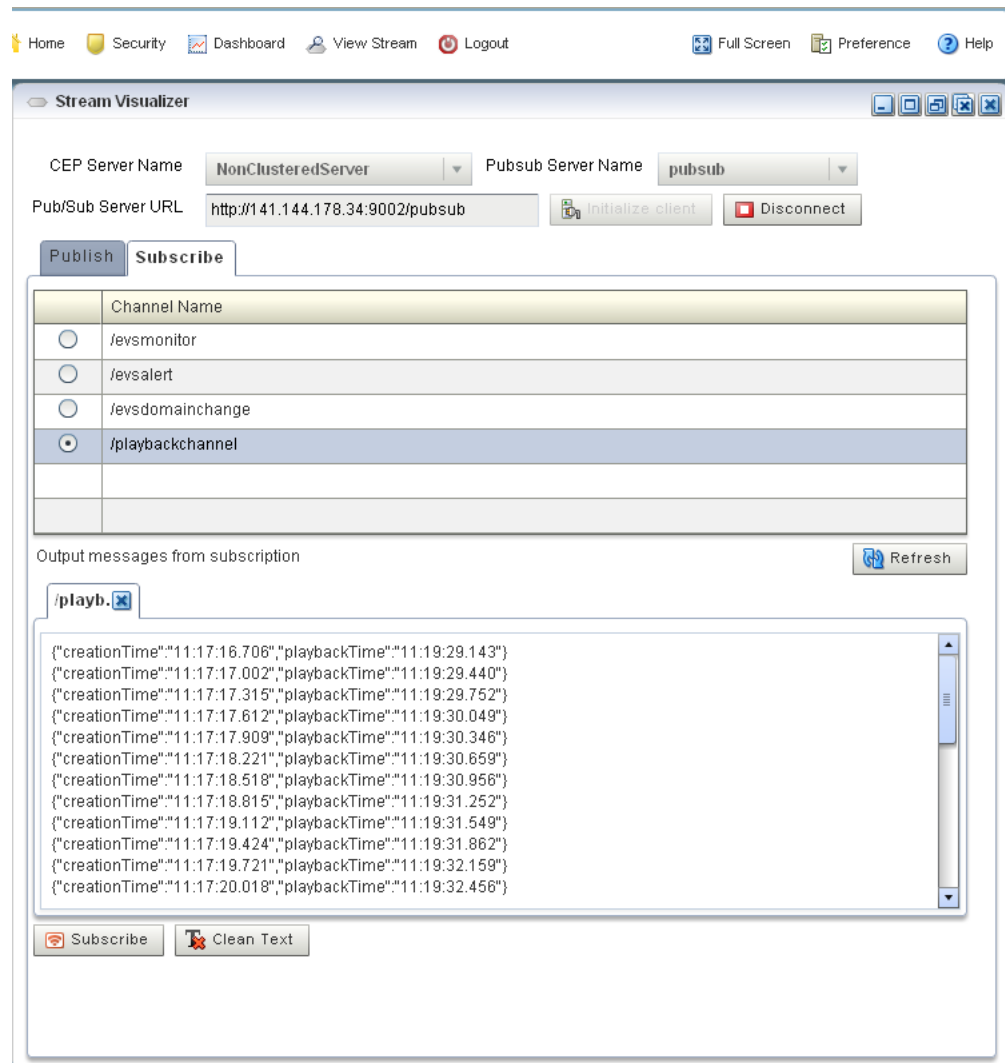 Home Security Dashboard View Stream Logout Full Screen Preference Help
Stream Visualizer
CEP Server Name NonClusteredServer Pubsub Server Name pubsub
Pub/Sub Server URL http://141.144.178.34:9002/pubsub Initialize client Disconnect
Publish Subscribe
Channel Name
/evsmonitor
/evsalert
/evsdomainchange
/playbackchannel
Output messages from subscription Refresh
/playb.
{"creationTime":"11:17:16.706","playbackTime":"11:19:29.143"}
{"creationTime":"11:17:17.002","playbackTime":"11:19:29.440"}
{"creationTime":"11:17:17.315","playbackTime":"11:19:29.752"}
{"creationTime":"11:17:17.612","playbackTime":"11:19:30.049"}
{"creationTime":"11:17:17.909","playbackTime":"11:19:30.346"}
{"creationTime":"11:17:18.221","playbackTime":"11:19:30.659"}
{"creationTime":"11:17:18.518","playbackTime":"11:19:30.956"}
{"creationTime":"11:17:18.815","playbackTime":"11:19:31.252"}
{"creationTime":"11:17:19.112","playbackTime":"11:19:31.549"}
{"creationTime":"11:17:19.424","playbackTime":"11:19:31.862"}
{"creationTime":"11:17:19.721","playbackTime":"11:19:32.159"}
{"creationTime":"11:17:20.018","playbackTime":"11:19:32.456"}
Subscribe Clean Text